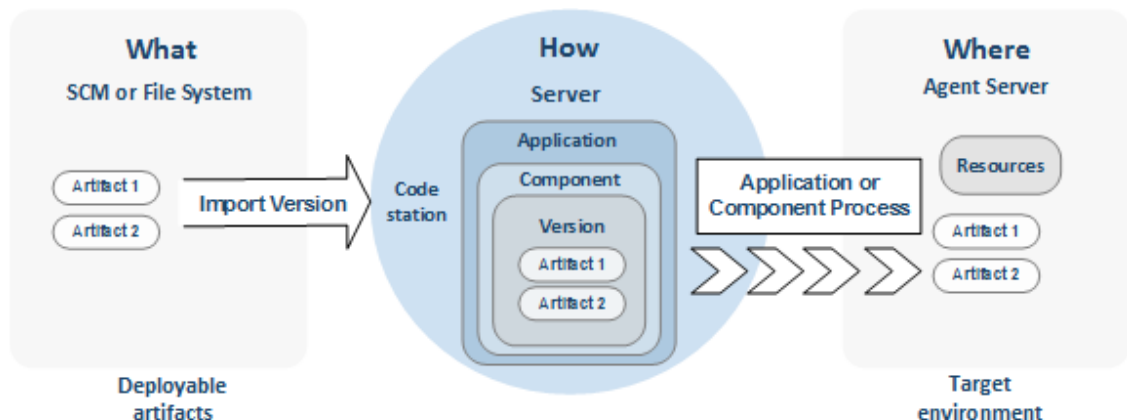 What
SCM or File System
Artifact 1
Artifact 2
Deployable
artifacts
Import Version
How
Server
Code
station
Application
Component
Version
Artifact 1
Artifact 2
Application or
Component Process
Where
Agent Server
Resources
Artifact 1
Artifact 2
Target
environment